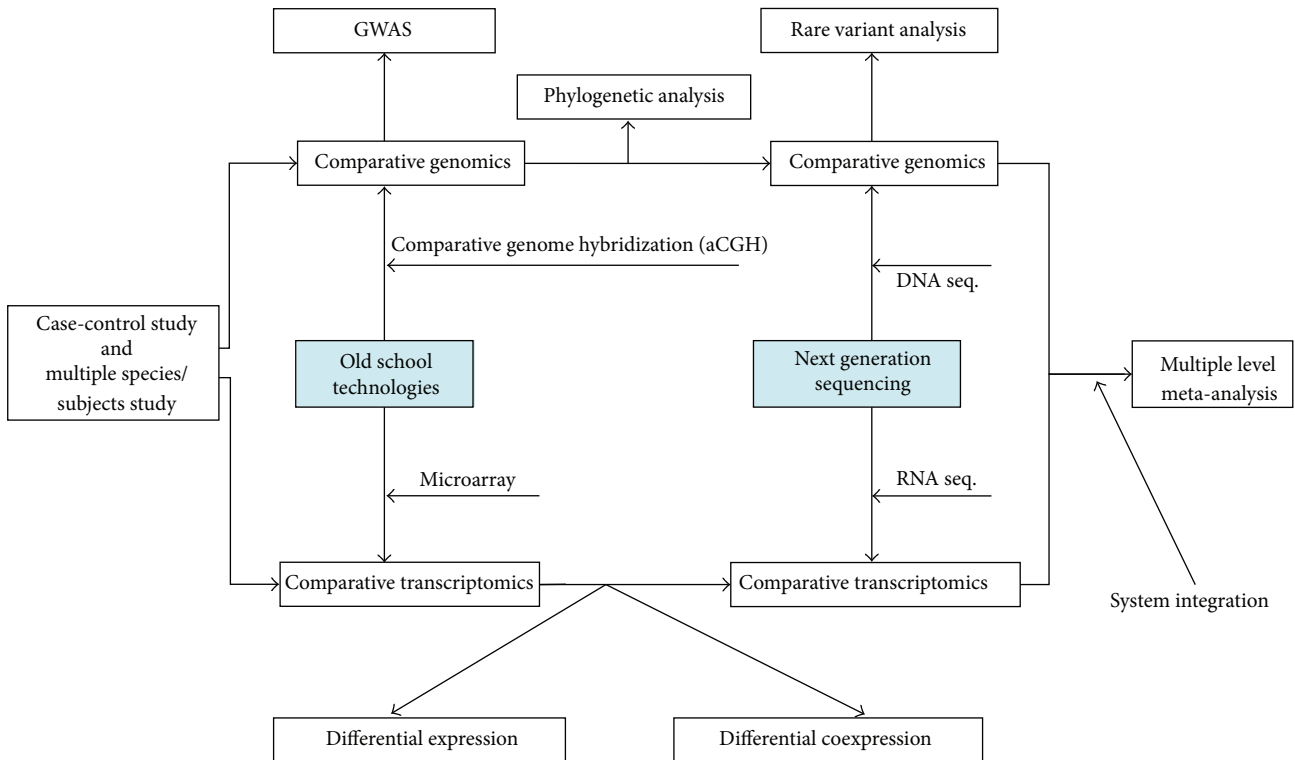 GWAS
Rare variant analysis
Phylogenetic analysis
Comparative genomics
Comparative genomics
Comparative genome hybridization (aCGH)
DNA seq.
Case-control study
and
multiple species/
subjects study
Old school
technologies
Next generation
sequencing
Multiple level
meta-analysis
Microarray
RNA seq.
Comparative transcriptomics
Comparative transcriptomics
System integration
Differential expression
Differential coexpression